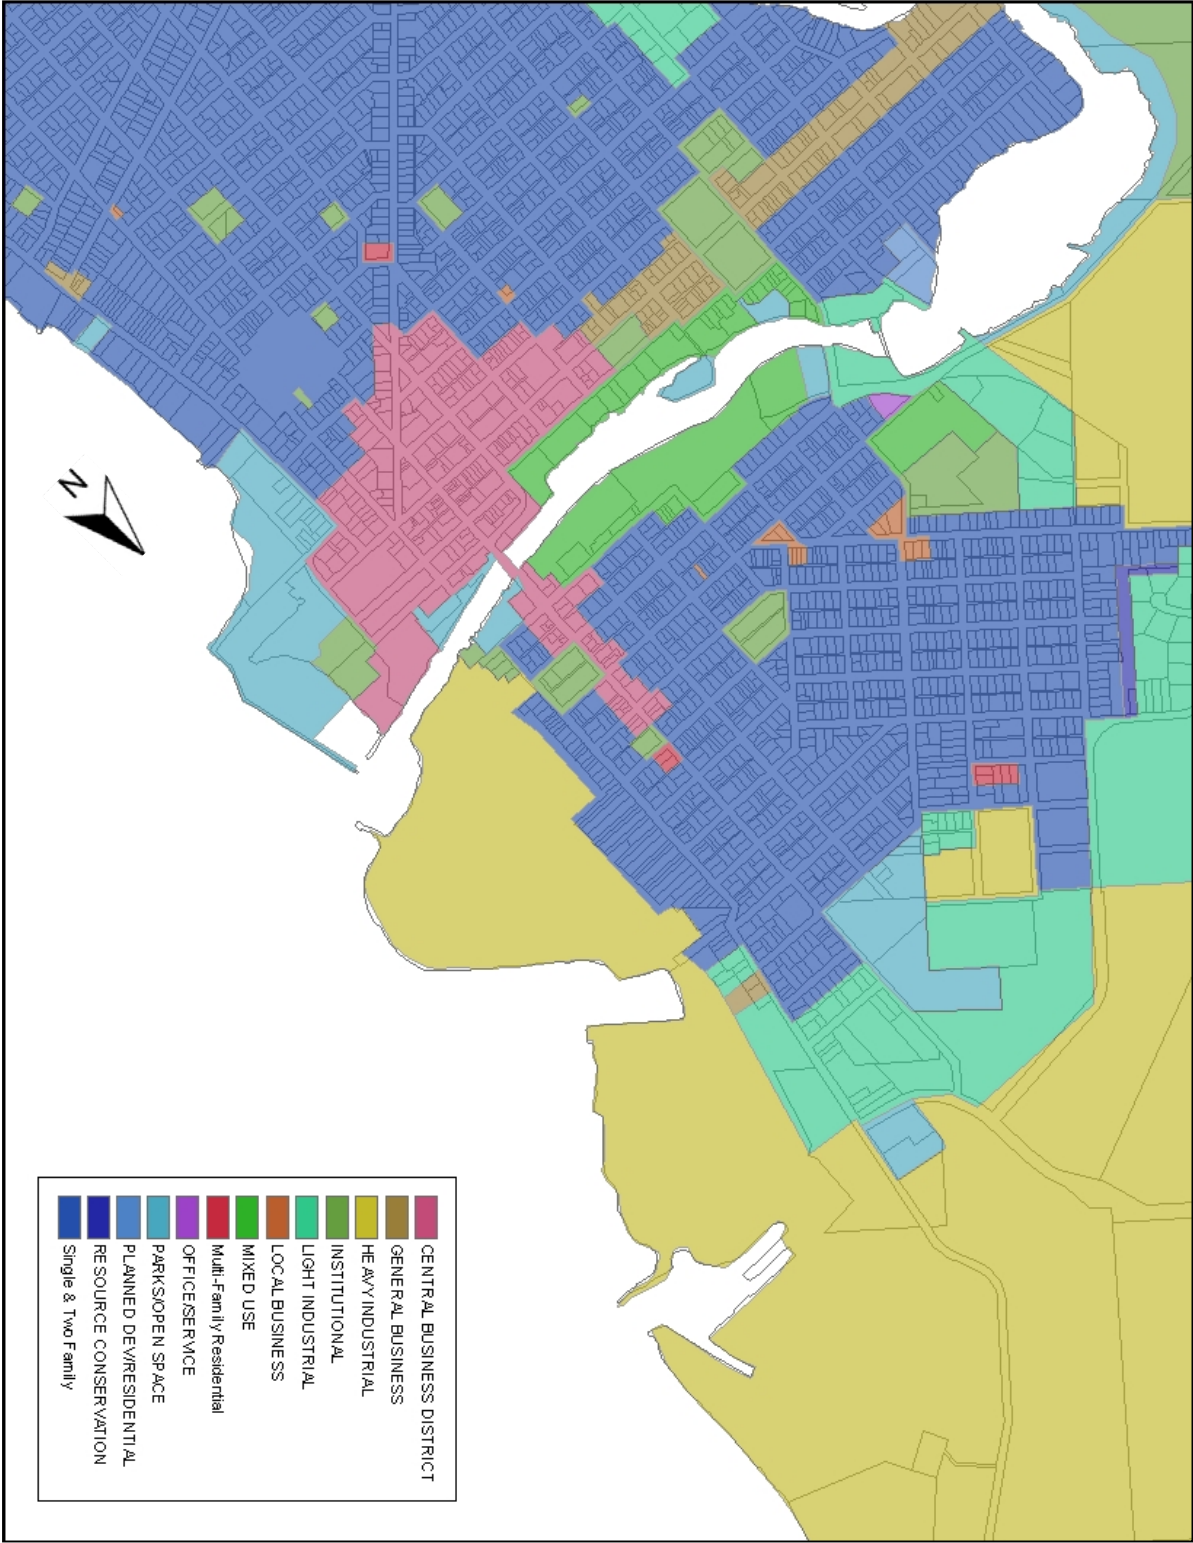 N
CENTRAL BUSINESS DISTRICT
GENERAL BUSINESS
HEAVY INDUSTRIAL
INSTITUTIONAL
LIGHT INDUSTRIAL
LOCAL BUSINESS
MIXED USE
Multi-Family Residential
OFFICE/SERVICE
PARKS/OPEN SPACE
PLANNED DEV/RESIDENTIAL
RESOURCE CONSERVATION
Single & Two Family